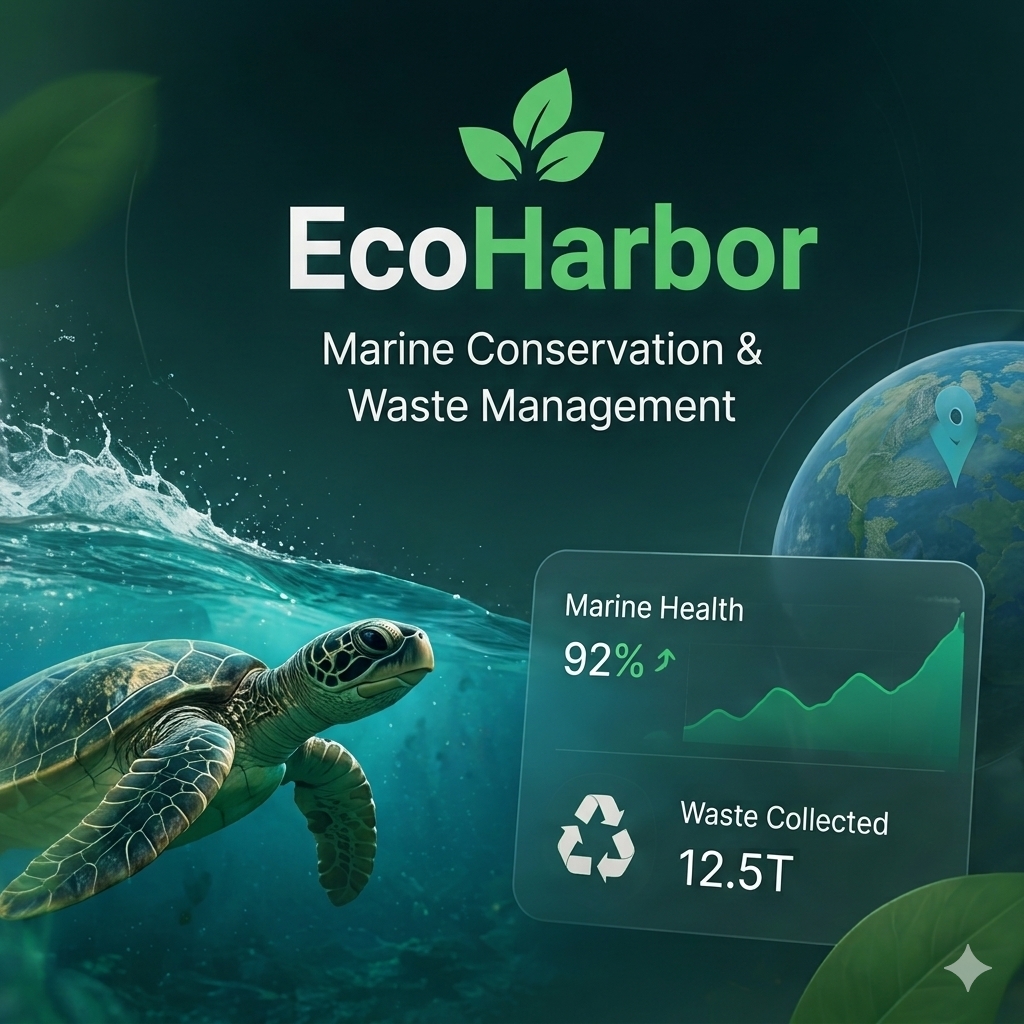 EcoHarbor
Marine Conservation &
Waste Management
Marine Health
92%
Waste Collected
12.5T